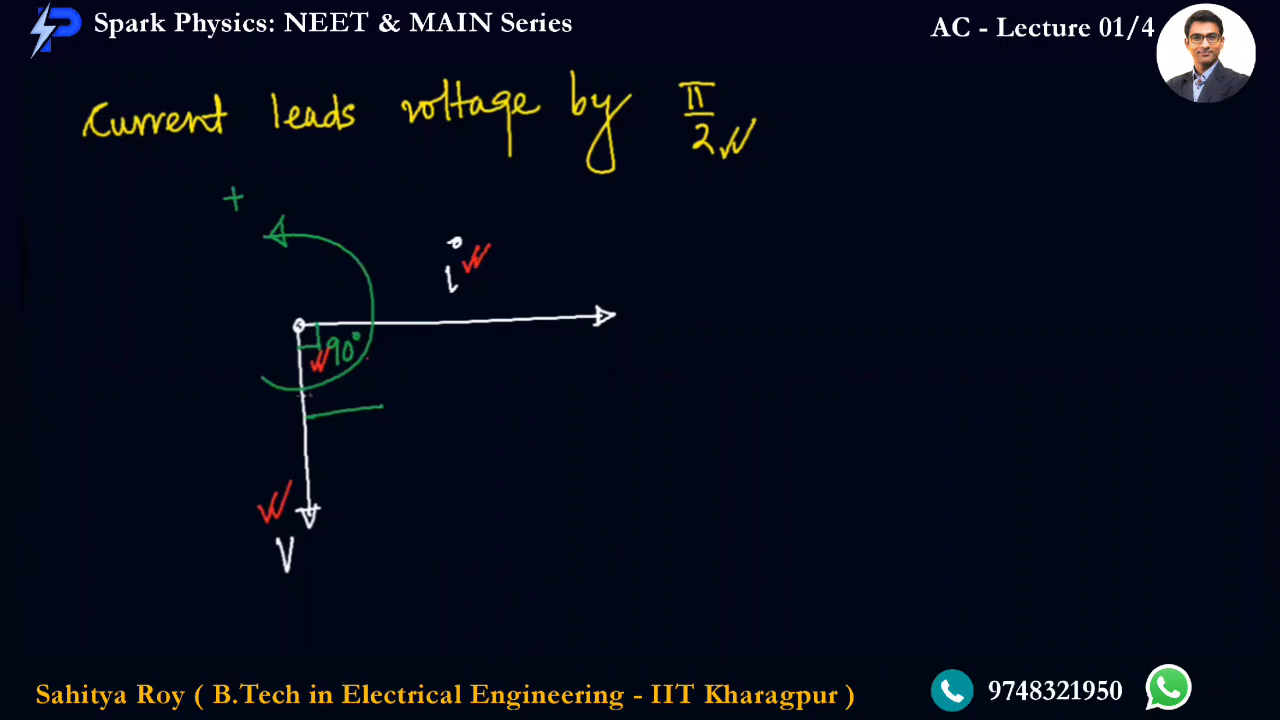 Spark Physics: NEET & MAIN Series
AC - Lecture 01/4
Current leads voltage by π/2
+
i
90°
V
Sahitya Roy ( B.Tech in Electrical Engineering - IIT Kharagpur )
9748321950